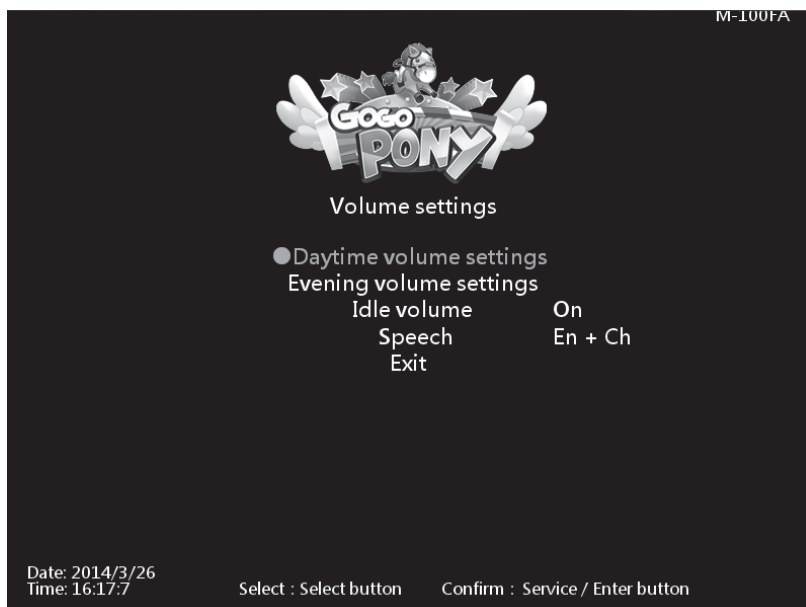 M-100FA
GOGO
PONY
Volume settings
●Daytime volume settings
Evening volume settings
Idle volume On
Speech En + Ch
Exit
Date: 2014/3/26
Time: 16:17:7 Select : Select button Confirm : Service / Enter button